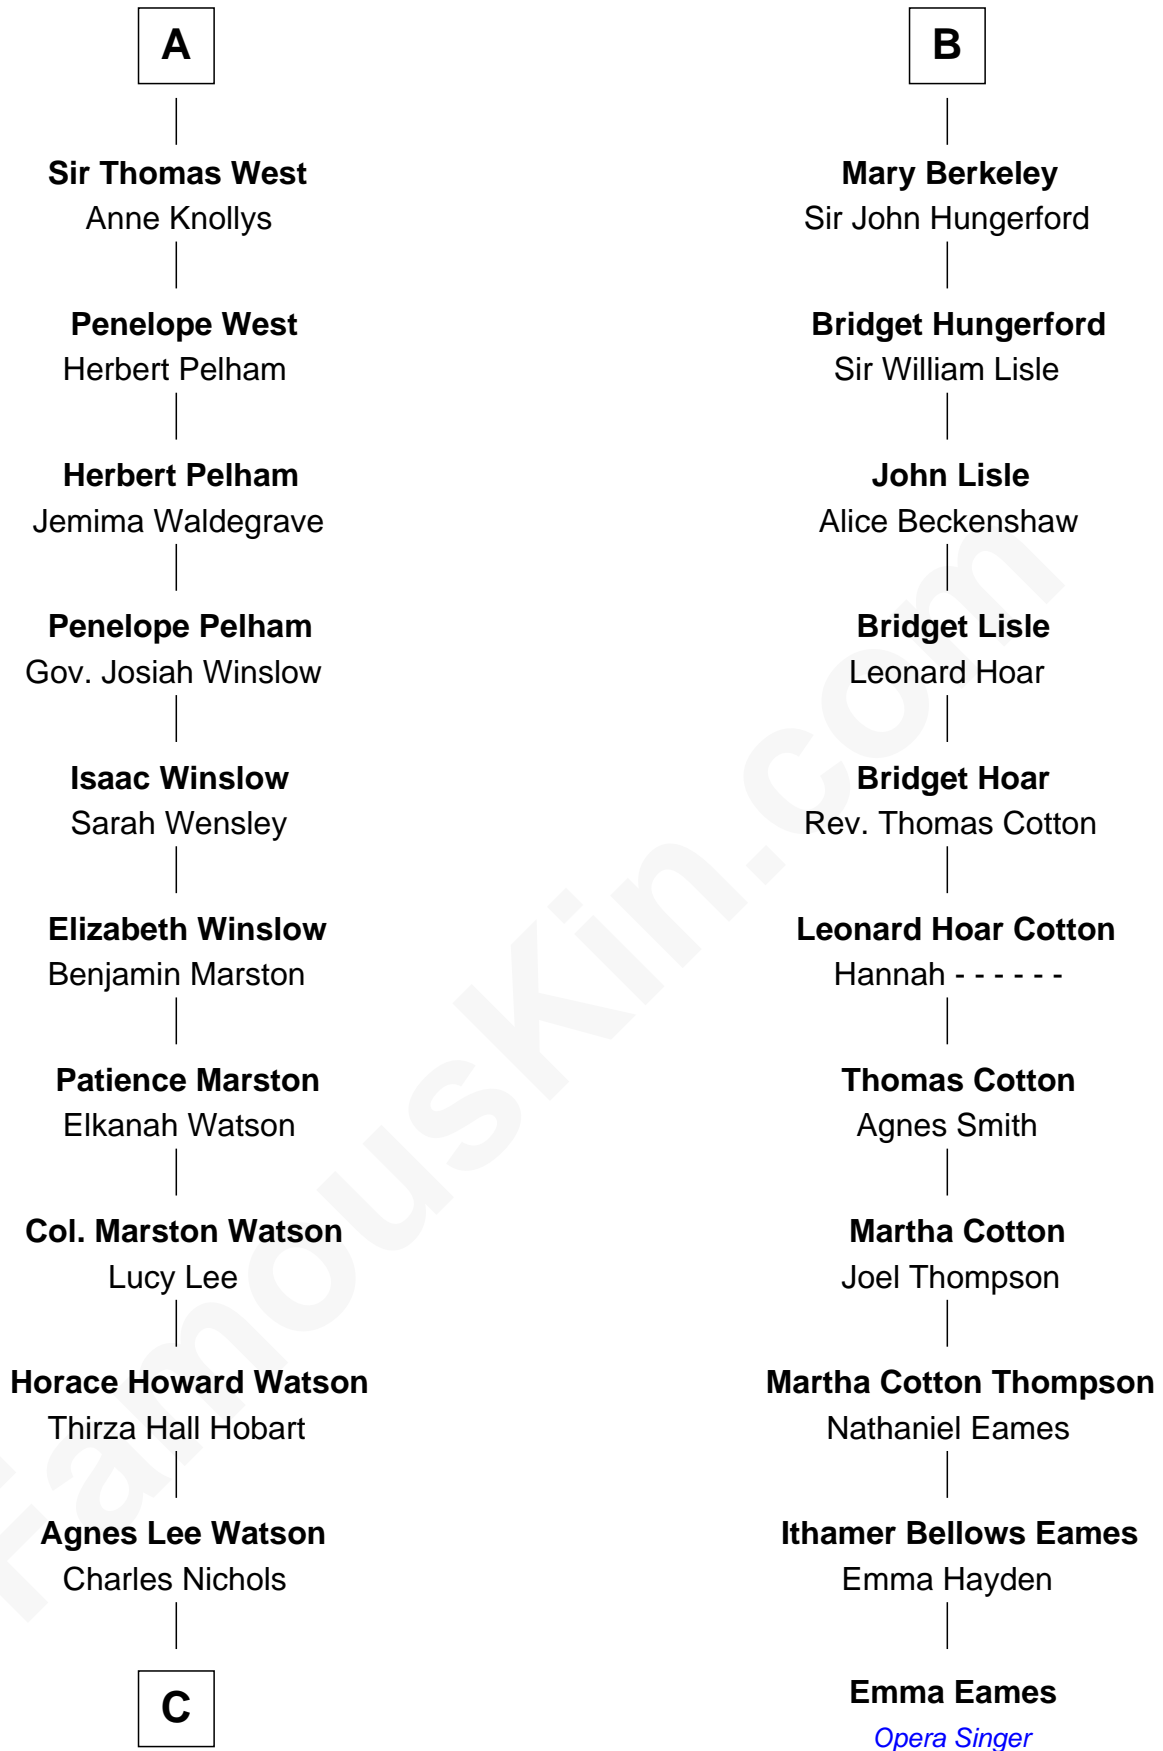 A
Sir Thomas West
Anne Knollys
Penelope West
Herbert Pelham
Herbert Pelham
Jemima Waldegrave
Penelope Pelham
Gov. Josiah Winslow
Isaac Winslow
Sarah Wensley
Elizabeth Winslow
Benjamin Marston
Patience Marston
Elkanah Watson
Col. Marston Watson
Lucy Lee
Horace Howard Watson
Thirza Hall Hobart
Agnes Lee Watson
Charles Nichols
C
B
Mary Berkeley
Sir John Hungerford
Bridget Hungerford
Sir William Lisle
John Lisle
Alice Beckenshaw
Bridget Lisle
Leonard Hoar
Bridget Hoar
Rev. Thomas Cotton
Leonard Hoar Cotton
Hannah - - - - - -
Thomas Cotton
Agnes Smith
Martha Cotton
Joel Thompson
Martha Cotton Thompson
Nathaniel Eames
Ithamer Bellows Eames
Emma Hayden
Emma Eames
Opera Singer
FamousKin.com